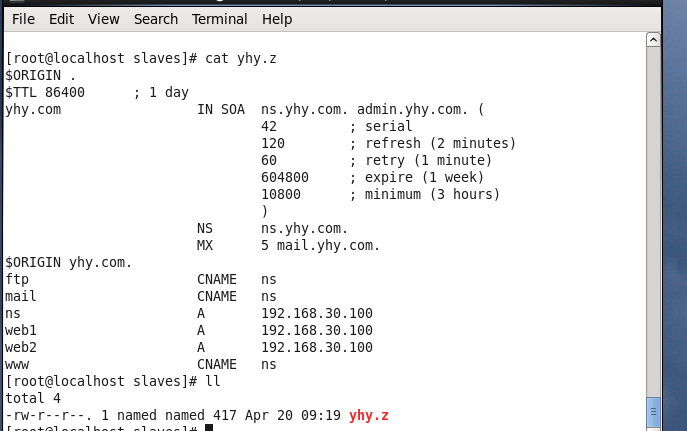 File Edit View Search Terminal Help
[root@localhost slaves]# cat yhy.z
$ORIGIN .
$TTL 86400      ; 1 day
yhy.com                 IN SOA  ns.yhy.com. admin.yhy.com. (
                                42         ; serial
                                120        ; refresh (2 minutes)
                                60         ; retry (1 minute)
                                604800     ; expire (1 week)
                                10800      ; minimum (3 hours)
                                )
                        NS      ns.yhy.com.
                        MX      5 mail.yhy.com.
$ORIGIN yhy.com.
ftp                     CNAME   ns
mail                    CNAME   ns
ns                      A       192.168.30.100
web1                    A       192.168.30.100
web2                    A       192.168.30.100
www                     CNAME   ns
[root@localhost slaves]# ll
total 4
-rw-r--r--. 1 named named 417 Apr 20 09:19 yhy.z
[root@localhost slaves]#